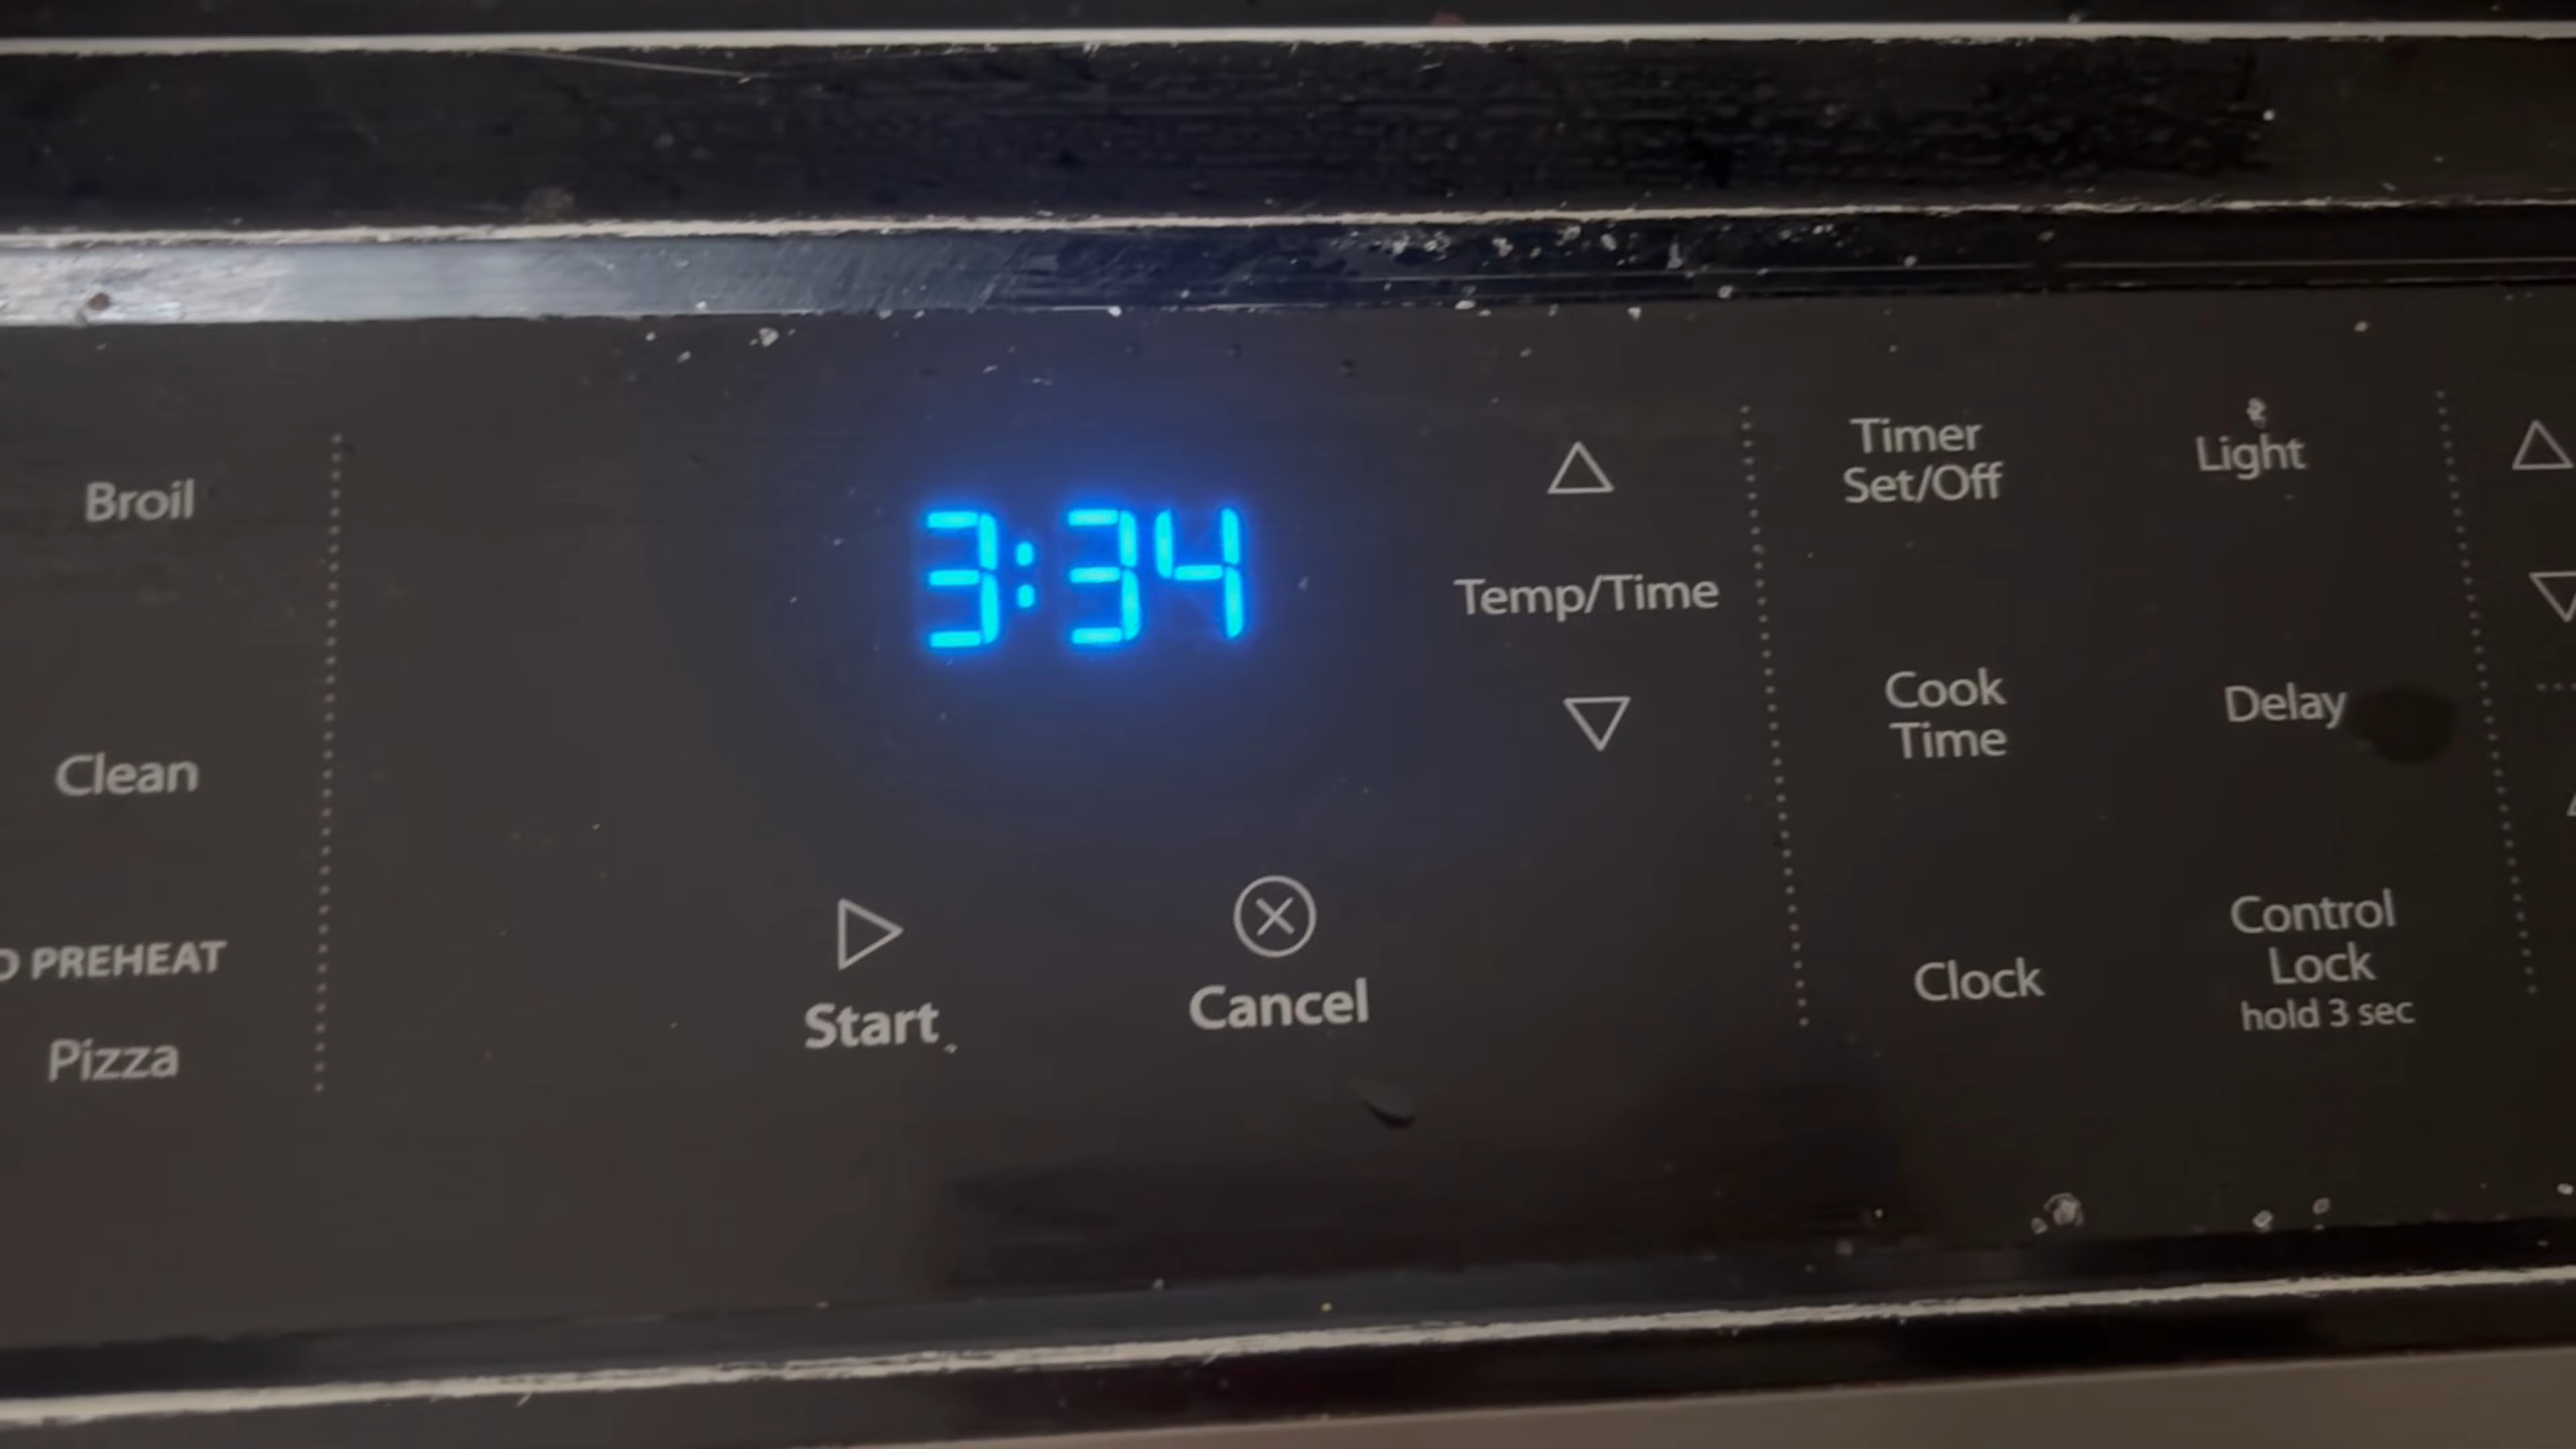 Broil
Clean
PREHEAT
Pizza
3:34
Start
Cancel
Temp/Time
Timer
Set/Off
Light
Cook
Time
Delay
Clock
Control
Lock
hold 3 sec